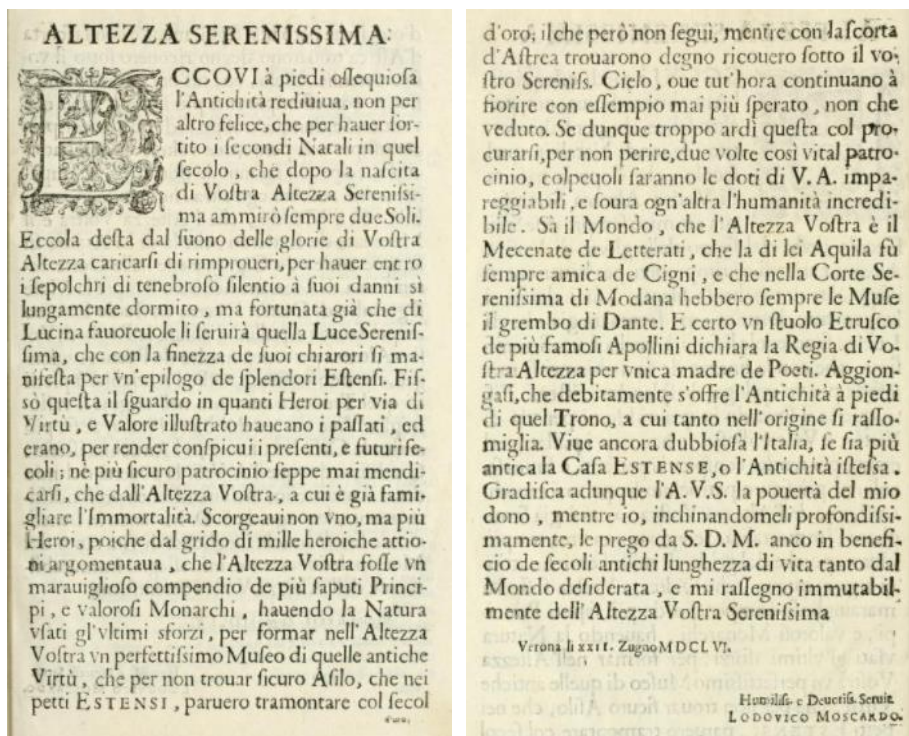 ALTEZZA SERENISSIMA.
ECCOVI à piedi ossequiosa
l'Antichità rediuiua, non per
altro felice, che per hauer sor-
tito i secondi Natali in quel
secolo, che dopo la nascita
di Vostra Altezza Serenissi-
ma ammirò sempre due Soli.
Eccola desta dal suono delle glorie di Vostra
Altezza caricarsi di rimproueri, per hauer entro
i sepolchri di tenebroso silentio à suoi danni sì
lungamente dormito, ma fortunata già che di
Lucina fauoreuole li seruirà quella Luce Serenis-
sima, che con la finezza de suoi chiarori si ma-
nifesta per vn'epilogo de splendori Estensi. Fis-
sò questa il sguardo in quanti Heroi per via di
Virtù, e Valore illustrato haueano i passati, ed
erano, per render conspicui i presenti, e futuri se-
coli; nè più sicuro patrocinio seppe mai mendi-
carsi, che dall'Altezza Vostra, a cui è già fami-
gliare l'Immortalità. Scorgeaui non vno, ma più
Heroi, poiche dal grido di mille heroiche attio-
ni argomentaua, che l'Altezza Vostra fosse vn
marauiglioso compendio de più saputi Princi-
pi, e valorosi Monarchi, hauendo la Natura
vsati gl'vltimi sforzi, per formar nell'Altezza
Vostra vn perfettissimo Museo di quelle antiche
Virtù, che per non trouar sicuro Asilo, che nei
petti ESTENSI, paruero tramontare col secol
d'oro; il che però non seguì, mentre con la scorta
d'Astrea trouarono degno ricouero sotto il vo-
stro Sereniss. Cielo, oue tut'hora continuano à
fiorire con essempio mai più sperato, non che
veduto. Se dunque troppo ardì questa col pro-
curarsi, per non perire, due volte così vital patro-
cinio, colpeuoli saranno le doti di V. A. impa-
reggiabili, e soura ogn'altra l'humanità incredi-
bile. Sà il Mondo, che l'Altezza Vostra è il
Mecenate de Letterati, che la di lei Aquila fù
sempre amica de Cigni, e che nella Corte Se-
renissima di Modana hebbero sempre le Muse
il grembo di Dante. E certo vn stuolo Etrusco
de più famosi Apollini dichiara la Regia di Vo-
stra Altezza per vnica madre de Poeti. Aggion-
gasi, che debitamente s'offre l'Antichità à piedi
di quel Trono, a cui tanto nell'origine si rasso-
miglia. Viue ancora dubbiosa l'Italia, se sia più
antica la Casa ESTENSE, o l'Antichità istessa.
Gradisca adunque l'A. V. S. la pouertà del mio
dono, mentre io, inchinandomeli profondissi-
mamente, le prego da S. D. M. anco in benefi-
cio de secoli antichi lunghezza di vita tanto dal
Mondo desiderata, e mi rassegno immutabil-
mente dell'Altezza Vostra Serenissima
Verona li XXII. Zugno MDCLVI.
Humiliss. e Deuotiss. Seruit.
LODOVICO MOSCARDO.